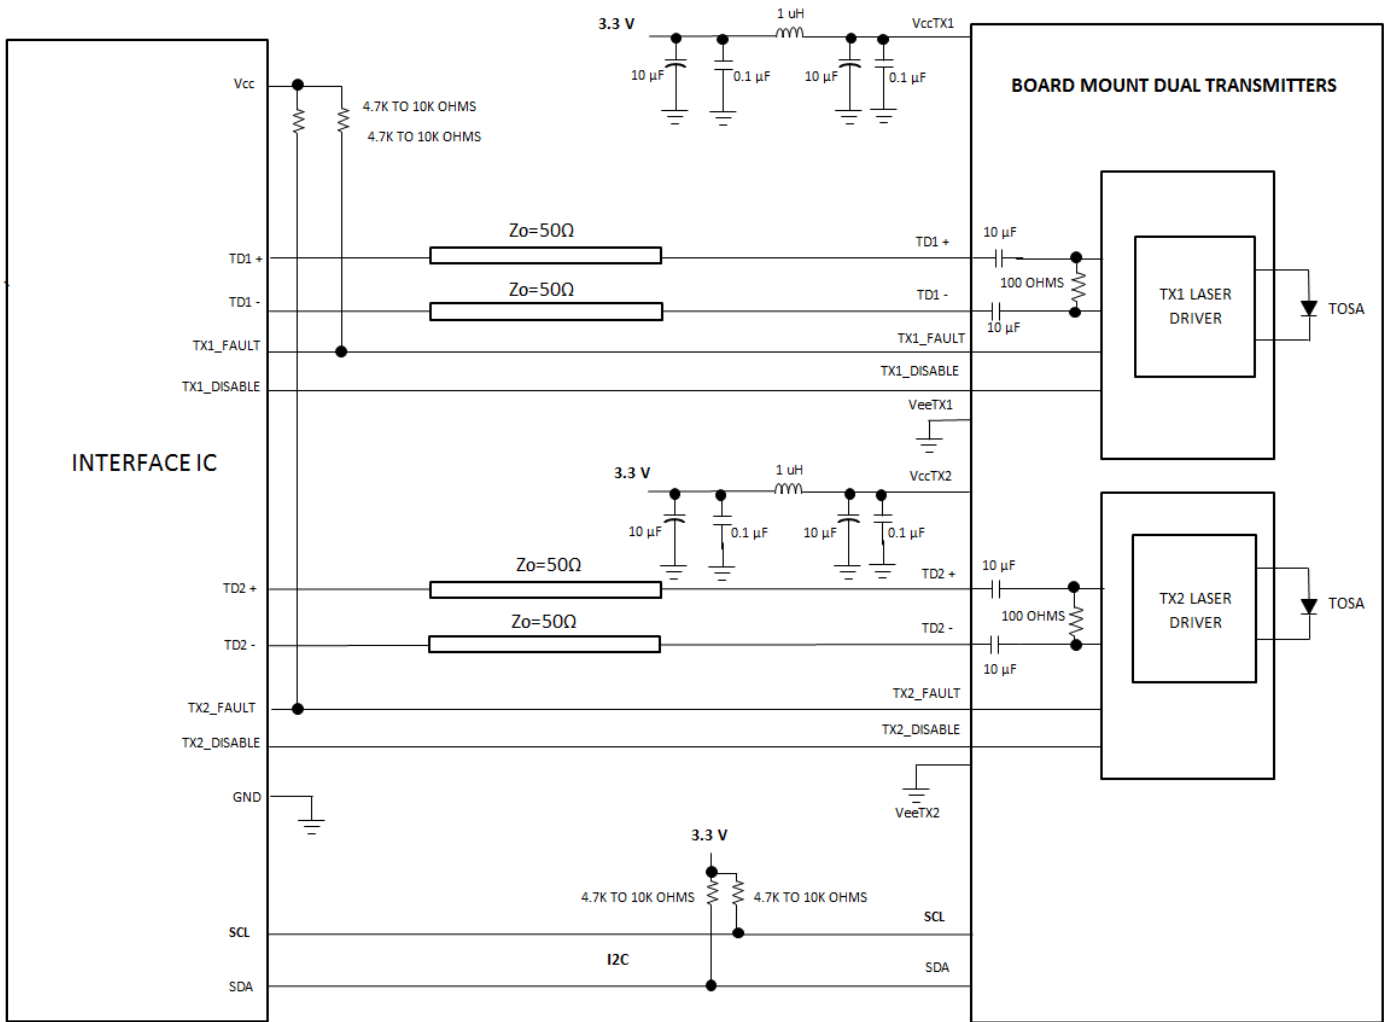 3.3 V
1 uH
VccTX1
10 µF
0.1 µF
10 µF
0.1 µF
BOARD MOUNT DUAL TRANSMITTERS
Vcc
4.7K TO 10K OHMS
4.7K TO 10K OHMS
Zo=50Ω
TD1 +
TD1 +
10 µF
Zo=50Ω
100 OHMS
TD1 -
TD1 -
10 µF
TX1 LASER
DRIVER
TOSA
TX1_FAULT
TX1_FAULT
TX1_DISABLE
TX1_DISABLE
VeeTX1
INTERFACE IC
3.3 V
1 uH
VccTX2
10 µF
0.1 µF
10 µF
0.1 µF
Zo=50Ω
TD2 +
TD2 +
10 µF
Zo=50Ω
100 OHMS
TD2 -
TD2 -
10 µF
TX2 LASER
DRIVER
TOSA
TX2_FAULT
TX2_FAULT
TX2_DISABLE
TX2_DISABLE
GND
VeeTX2
3.3 V
4.7K TO 10K OHMS
4.7K TO 10K OHMS
SCL
SCL
I2C
SDA
SDA